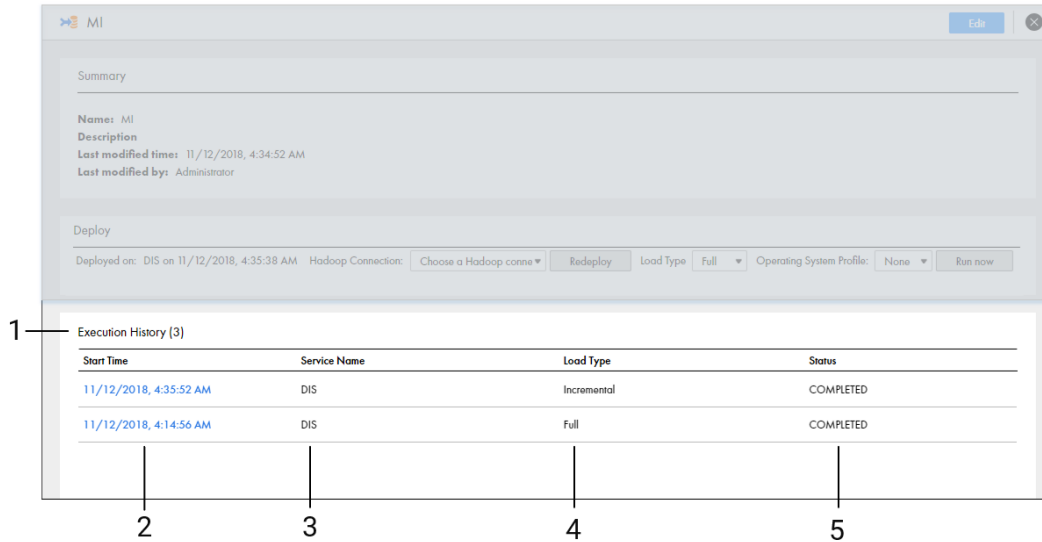 MI Edit
Summary
Name: MI
Description
Last modified time: 11/12/2018, 4:34:52 AM
Last modified by: Administrator
Deploy
Deployed on: DIS on 11/12/2018, 4:35:38 AM Hadoop Connection: Choose a Hadoop conne Redeploy Load Type Full Operating System Profile: None Run now
1 Execution History (3)
Start Time Service Name Load Type Status
11/12/2018, 4:35:52 AM DIS Incremental COMPLETED
11/12/2018, 4:14:56 AM DIS Full COMPLETED
2 3 4 5